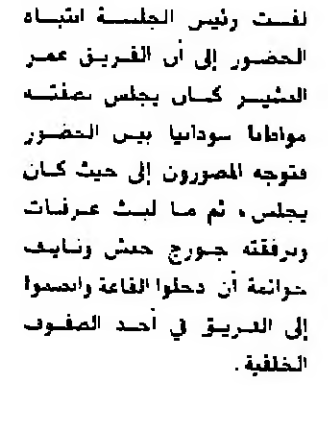 لفت رئيس الجلسة انتباه
الحضور إلى أن الفريق عمر
البشير كان يجلس بصفته
مواطنا سودانيا بين الحضور
فتوجه المصورون إلى حيث كان
يجلس، ثم ما لبث عرفات
وبرفقته جورج حبش ونايف
حواتمة أن دخلوا القاعة وانضموا
إلى الفريق في أحد الصفوف
الخلفية.